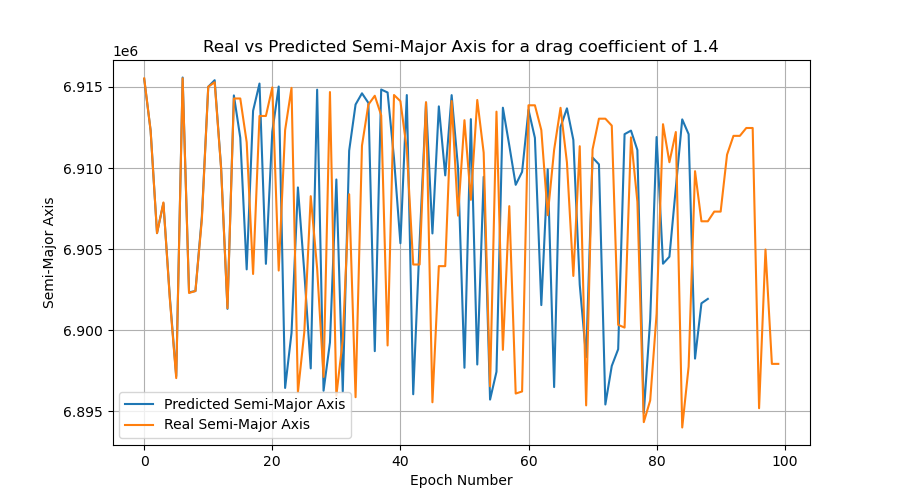 Real vs Predicted Semi-Major Axis for a drag coefficient of 1.4
1e6
6.915
6.910
6.905
6.900
6.895
Semi-Major Axis
Predicted Semi-Major Axis
Real Semi-Major Axis
0 20 40 60 80 100
Epoch Number